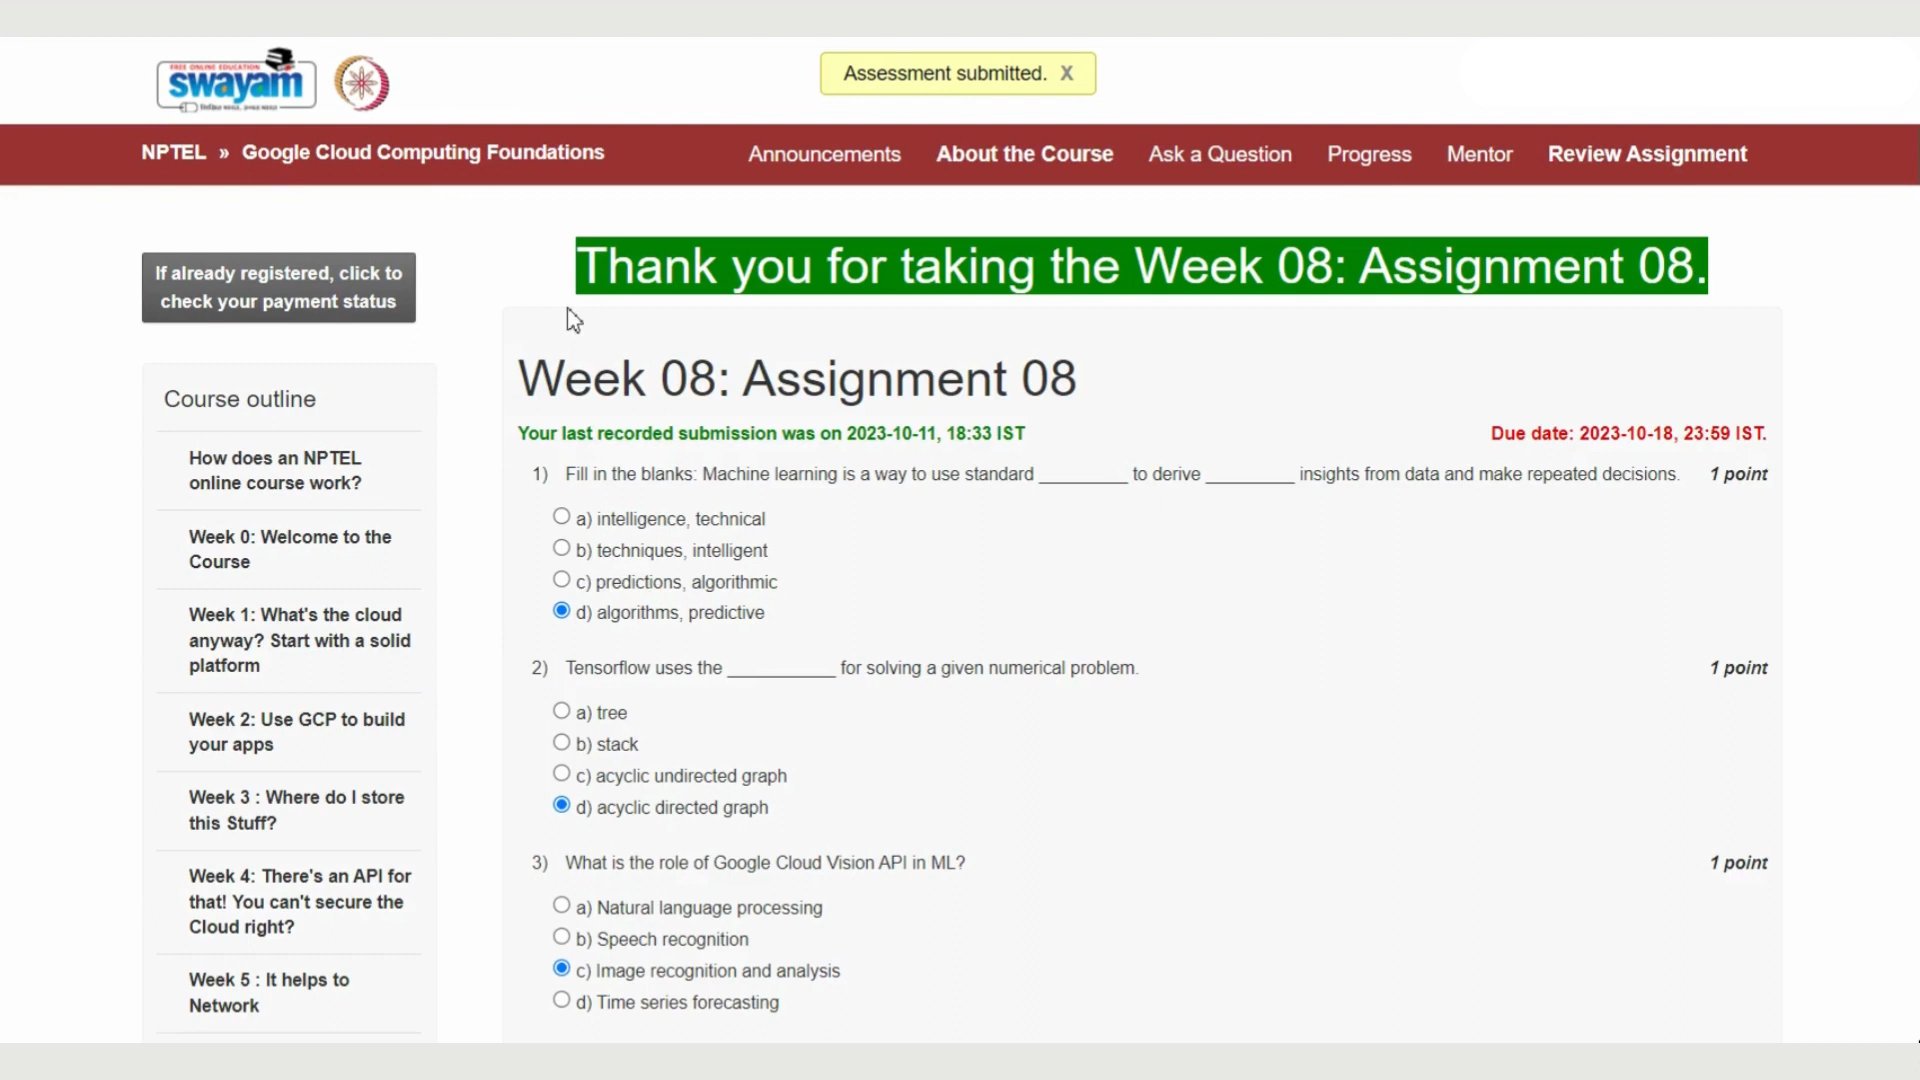 FREE ONLINE EDUCATION
swayam
Assessment submitted. X
NPTEL » Google Cloud Computing Foundations
Announcements About the Course Ask a Question Progress Mentor Review Assignment
If already registered, click to
check your payment status
Thank you for taking the Week 08: Assignment 08.
Course outline
How does an NPTEL
online course work?
Week 0: Welcome to the
Course
Week 1: What's the cloud
anyway? Start with a solid
platform
Week 2: Use GCP to build
your apps
Week 3 : Where do I store
this Stuff?
Week 4: There's an API for
that! You can't secure the
Cloud right?
Week 5 : It helps to
Network
Week 08: Assignment 08
Your last recorded submission was on 2023-10-11, 18:33 IST Due date: 2023-10-18, 23:59 IST.
1) Fill in the blanks: Machine learning is a way to use standard _________ to derive _________ insights from data and make repeated decisions. 1 point
a) intelligence, technical
b) techniques, intelligent
c) predictions, algorithmic
d) algorithms, predictive
2) Tensorflow uses the ___________ for solving a given numerical problem. 1 point
a) tree
b) stack
c) acyclic undirected graph
d) acyclic directed graph
3) What is the role of Google Cloud Vision API in ML? 1 point
a) Natural language processing
b) Speech recognition
c) Image recognition and analysis
d) Time series forecasting